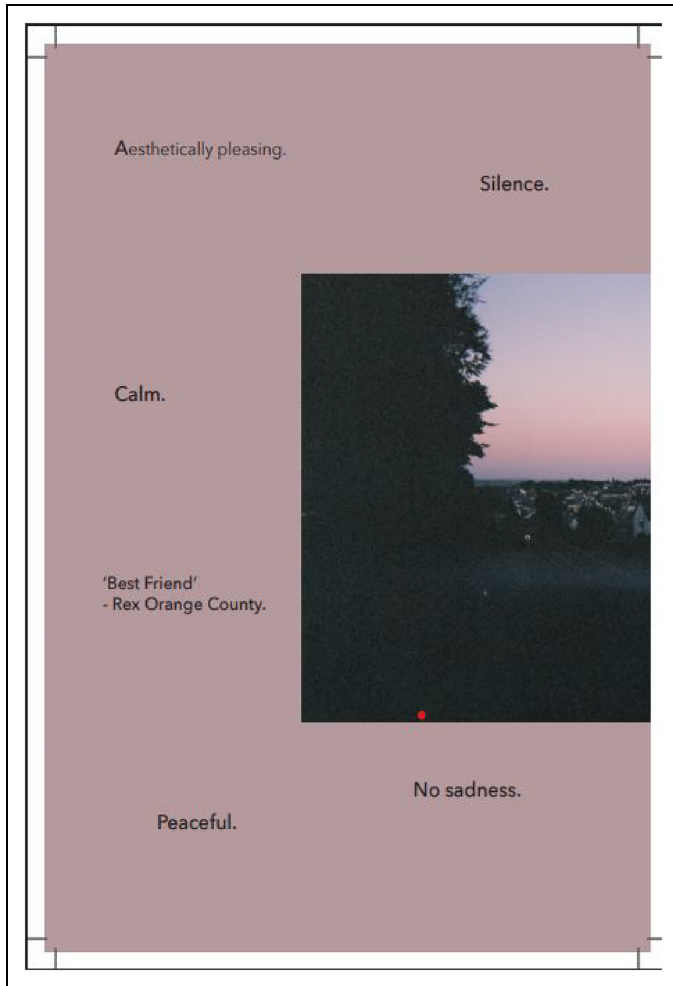 Aesthetically pleasing.
Silence.
Calm.
‘Best Friend’
- Rex Orange County.
No sadness.
Peaceful.